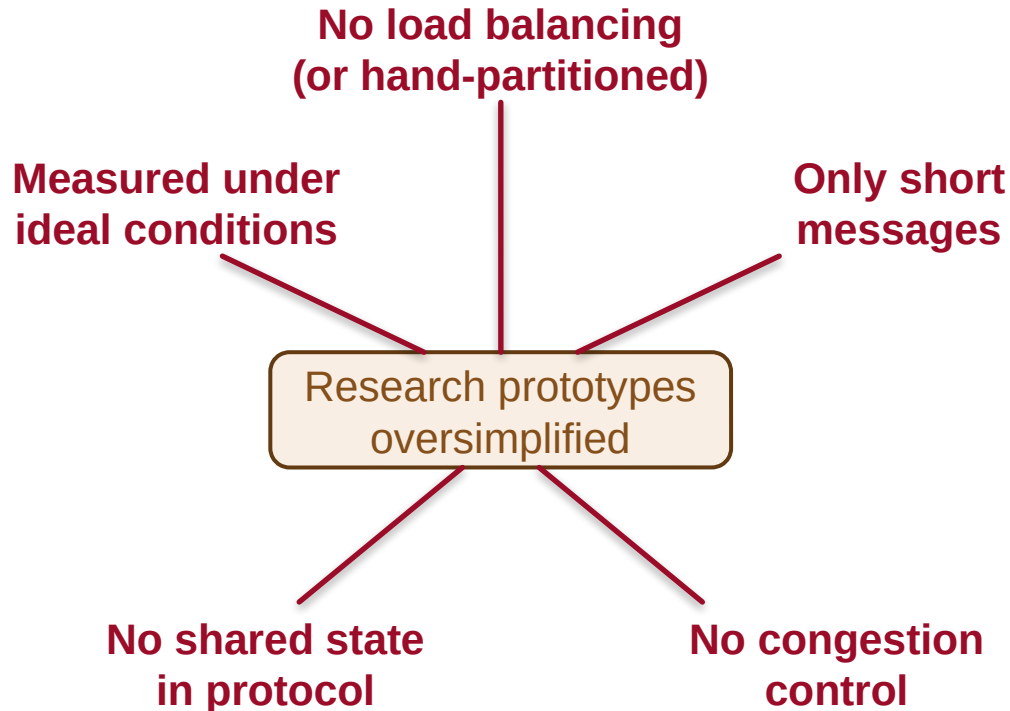 No load balancing
(or hand-partitioned)
Measured under
ideal conditions
Only short
messages
Research prototypes
oversimplified
No shared state
in protocol
No congestion
control